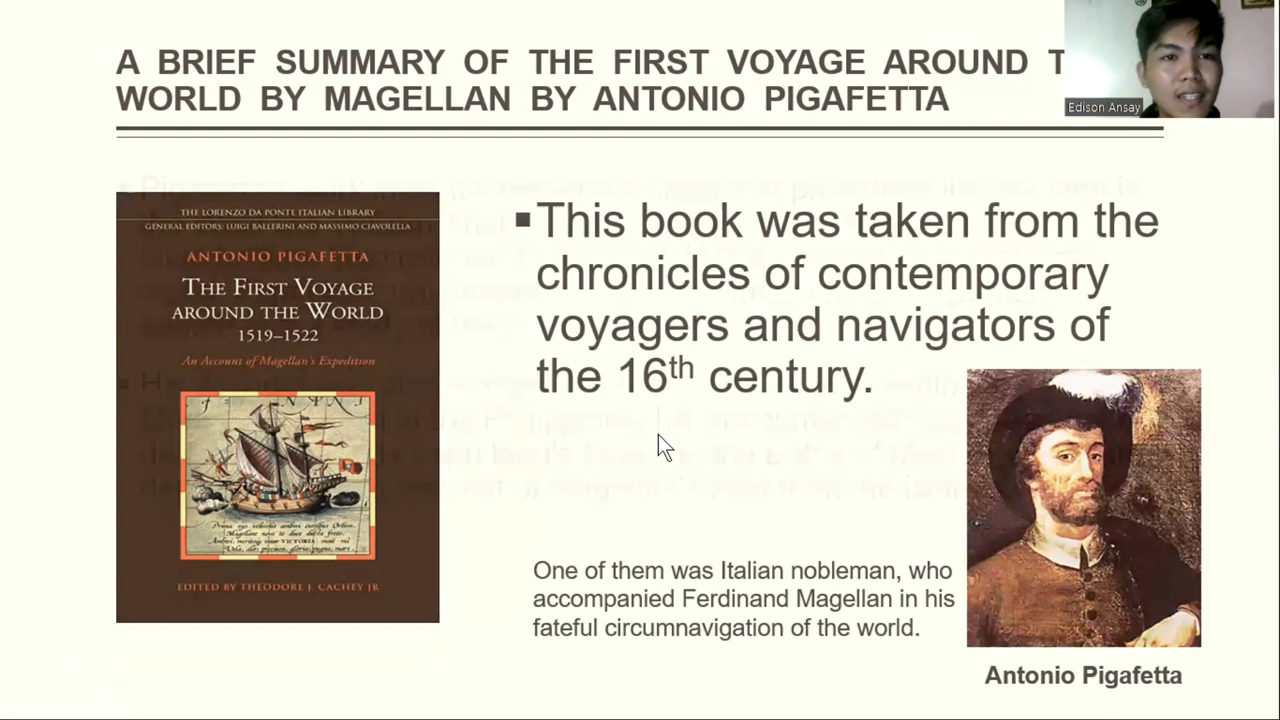 A BRIEF SUMMARY OF THE FIRST VOYAGE AROUND T
WORLD BY MAGELLAN BY ANTONIO PIGAFETTA
Edison Ansay
THE LORENZO DA PONTE ITALIAN LIBRARY
GENERAL EDITORS: LUIGI BALLERINI AND MASSIMO CIAVOLELLA
ANTONIO PIGAFETTA
THE FIRST VOYAGE
AROUND THE WORLD
1519–1522
An Account of Magellan's Expedition
EDITED BY THEODORE J. CACHEY JR
▪This book was taken from the
chronicles of contemporary
voyagers and navigators of
the 16th century.
One of them was Italian nobleman, who
accompanied Ferdinand Magellan in his
fateful circumnavigation of the world.
Antonio Pigafetta